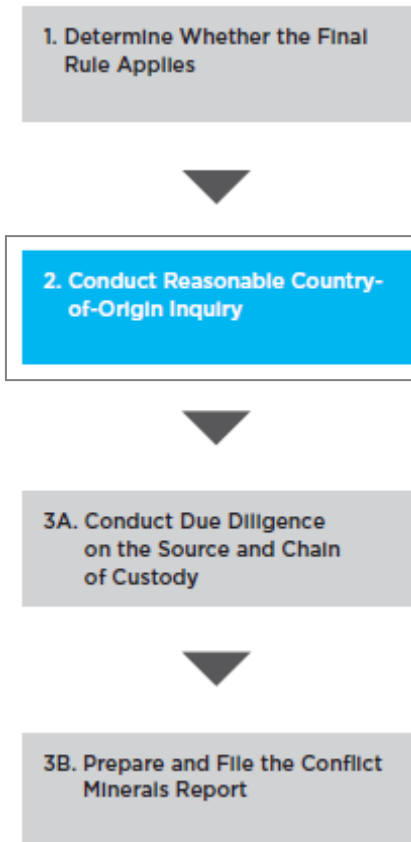 1. Determine Whether the Final
Rule Applies
2. Conduct Reasonable Country-
of-Origin Inquiry
3A. Conduct Due Diligence
on the Source and Chain
of Custody
3B. Prepare and File the Conflict
Minerals Report